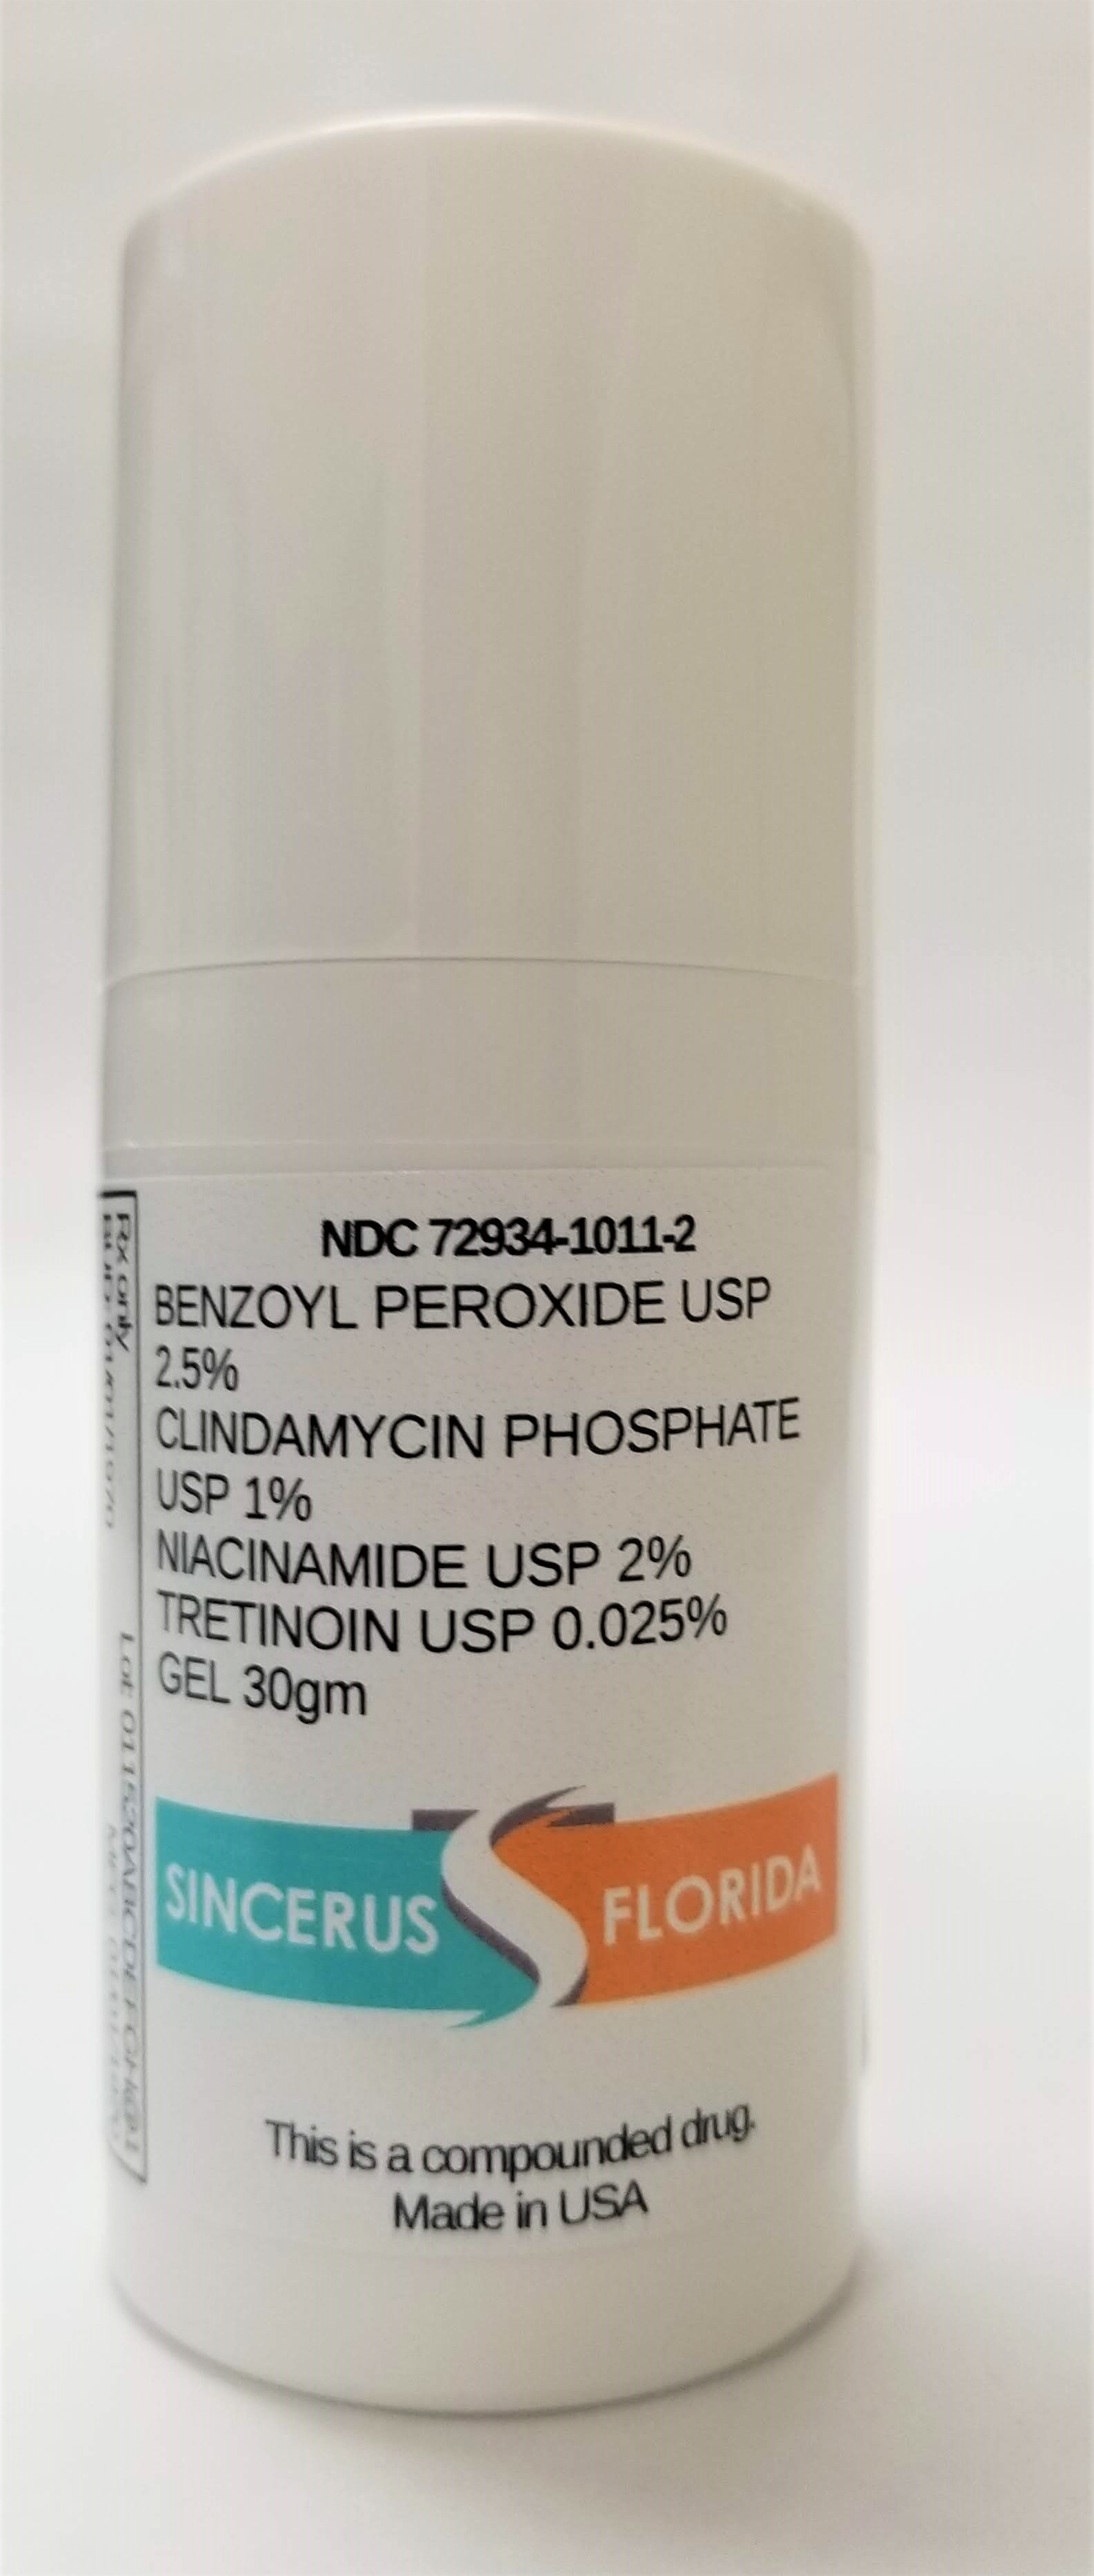 NDC 72934-1011-2
BENZOYL PEROXIDE USP
2.5%
CLINDAMYCIN PHOSPHATE
USP 1%
NIACINAMIDE USP 2%
TRETINOIN USP 0.025%
GEL 30gm
SINCERUS FLORIDA
This is a compounded drug.
Made in USA
Rx only
Lot: